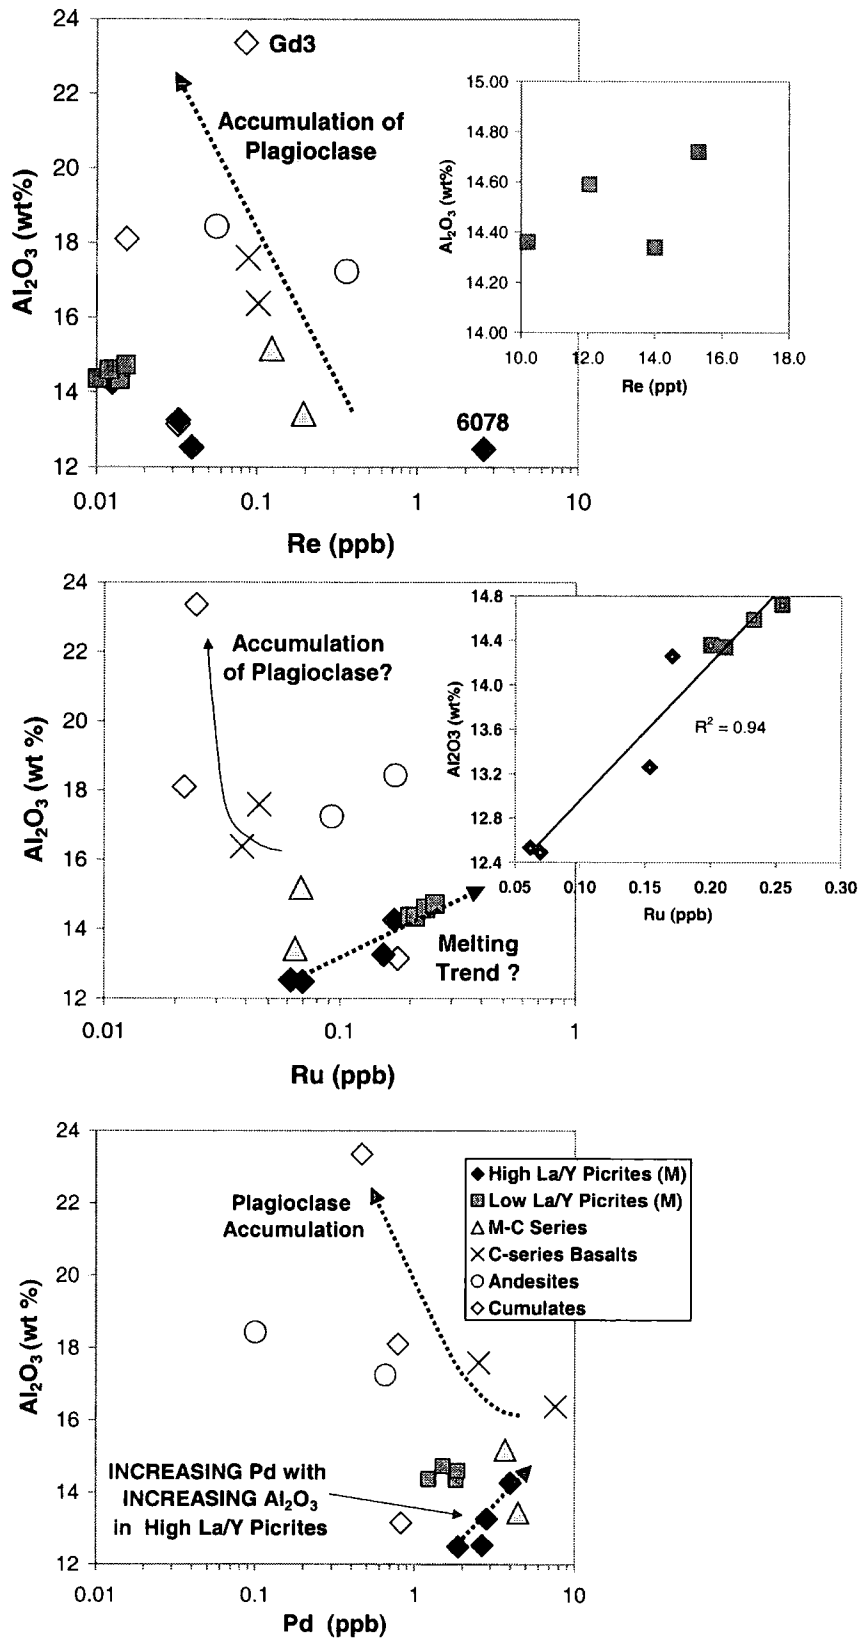 24
22
20
18
16
14
12
Al₂O₃ (wt%)
Gd3
Accumulation of
Plagioclase
6078
0.01
0.1
1
10
Re (ppb)
15.00
14.80
14.60
14.40
14.20
14.00
Al₂O₃ (wt%)
10.0
12.0
14.0
16.0
18.0
Re (ppt)
24
22
20
18
16
14
12
Al₂O₃ (wt %)
Accumulation
of Plagioclase?
Melting
Trend ?
0.01
0.1
1
Ru (ppb)
14.8
14.4
14.0
13.6
13.2
12.8
12.4
Al2O3 (wt%)
R² = 0.94
0.05
0.10
0.15
0.20
0.25
0.30
Ru (ppb)
24
22
20
18
16
14
12
Al₂O₃ (wt %)
Plagioclase
Accumulation
High La/Y Picrites (M)
Low La/Y Picrites (M)
M-C Series
C-series Basalts
Andesites
Cumulates
INCREASING Pd with
INCREASING Al₂O₃
in High La/Y Picrites
0.01
0.1
1
10
Pd (ppb)